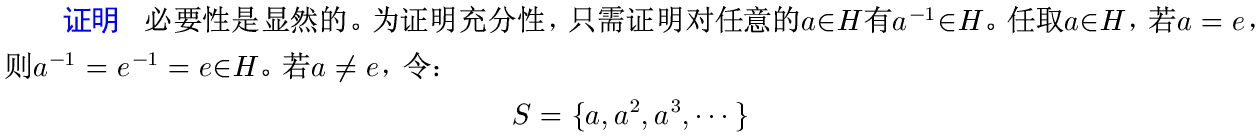 证明 必要性是显然的。为证明充分性，只需证明对任意的a∈H有a⁻¹∈H。任取a∈H，若a = e，
则a⁻¹ = e⁻¹ = e∈H。若a ≠ e，令：
S = {a, a², a³, ⋯ }